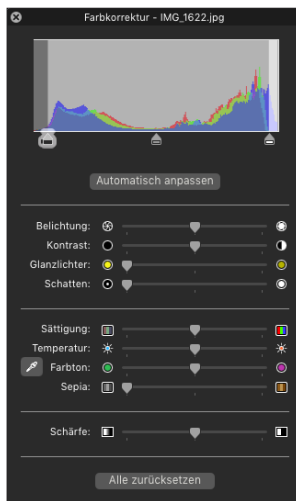 Farbkorrektur - IMG_1622.jpg
Automatisch anpassen
Belichtung:
Kontrast:
Glanzlichter:
Schatten:
Sättigung:
Temperatur:
Farbton:
Sepia:
Schärfe:
Alle zurücksetzen